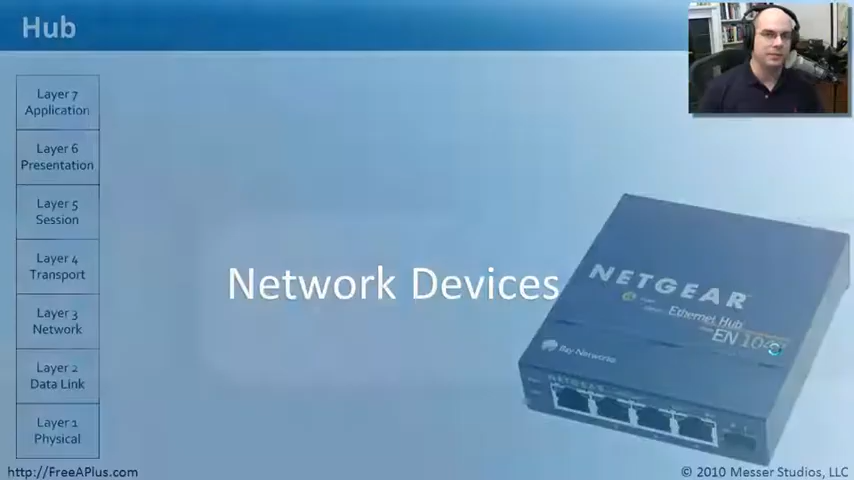 Hub
Layer 7
Application
Layer 6
Presentation
Layer 5
Session
Layer 4
Transport
Layer 3
Network
Layer 2
Data Link
Layer 1
Physical
Network Devices
NETGEAR
Ethernet Hub
Bay Networks
NETGEAR
http://FreeAPlus.com
© 2010 Messer Studios, LLC